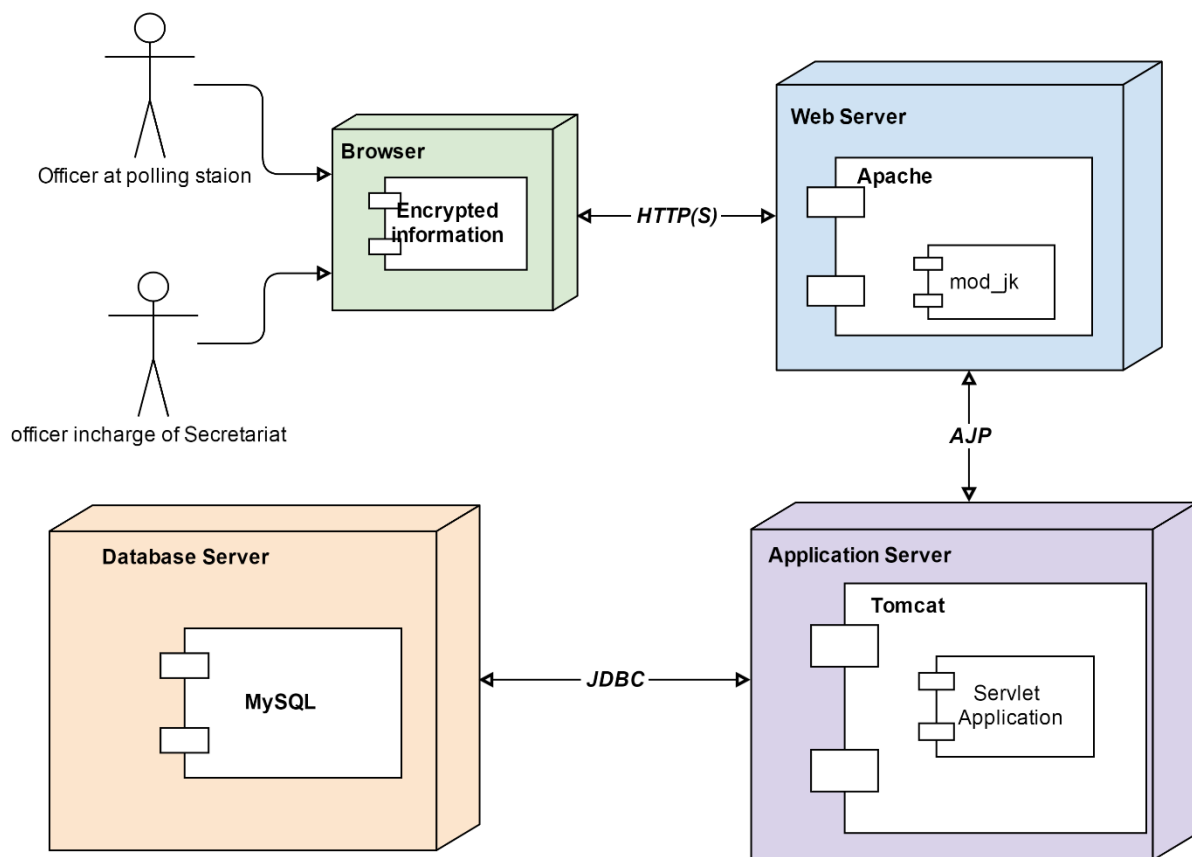 Officer at polling staion
Browser
Encrypted
information
HTTP(S)
Web Server
Apache
mod_jk
officer incharge of Secretariat
AJP
Database Server
MySQL
JDBC
Application Server
Tomcat
Servlet
Application